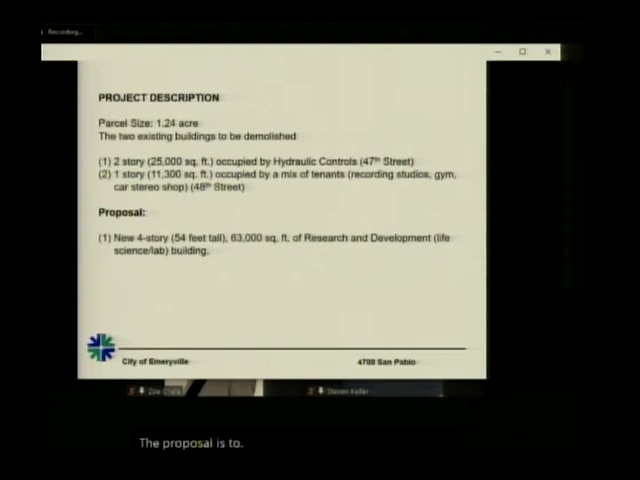 Recording...
PROJECT DESCRIPTION
Parcel Size: 1.24 acre
The two existing buildings to be demolished
(1) 2 story (25,000 sq. ft.) occupied by Hydraulic Controls (47th Street)
(2) 1 story (11,300 sq. ft.) occupied by a mix of tenants (recording studios, gym,
car stereo shop) (48th Street)
Proposal:
(1) New 4-story (54 feet tall), 63,000 sq. ft. of Research and Development (life
science/lab) building.
City of Emeryville
4700 San Pablo
Steven Keller
The proposal is to.